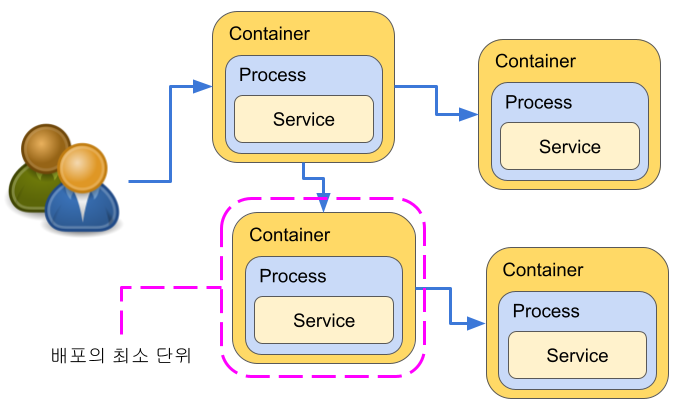 Container
Process
Service
Container
Process
Service
Container
Process
Service
Container
Process
Service
배포의 최소 단위